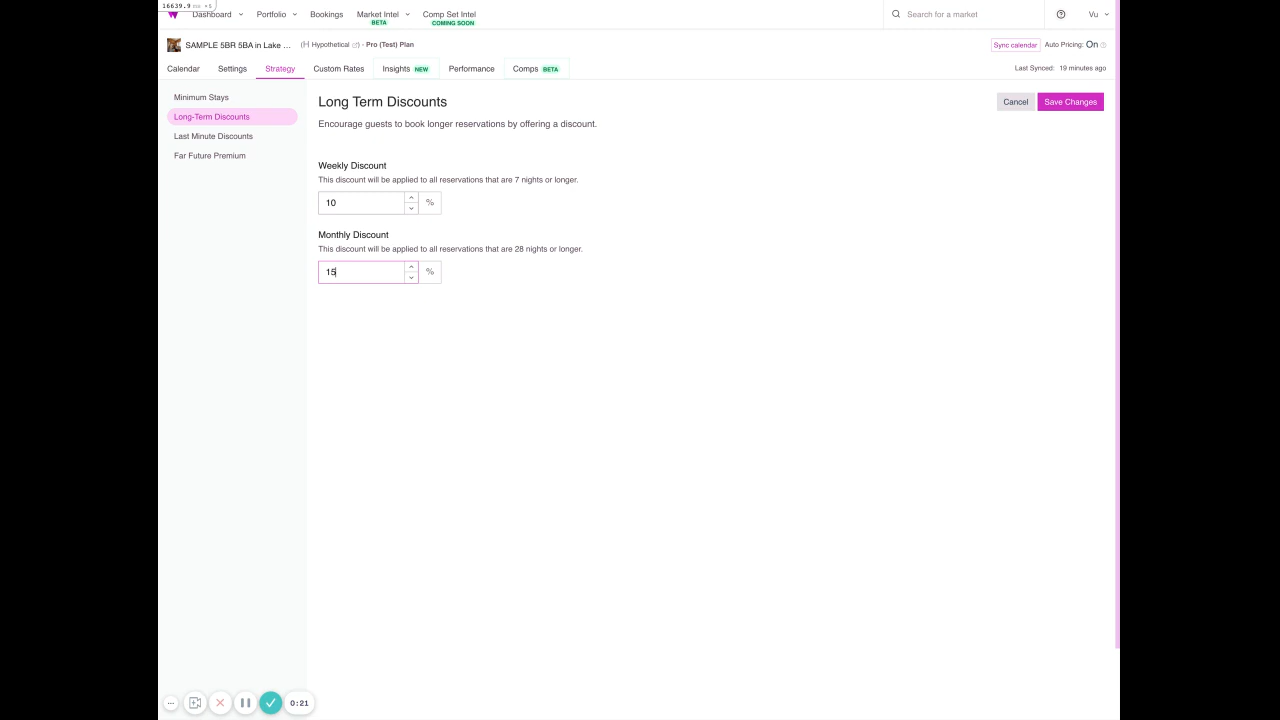 16639.9 ms +5
Dashboard Portfolio Bookings Market Intel Comp Set Intel Search for a market Vu
BETA COMING SOON
SAMPLE 5BR 5BA in Lake ... Hypothetical Pro (Test) Plan Sync calendar Auto Pricing: On
Calendar Settings Strategy Custom Rates Insights NEW Performance Comps BETA Last Synced: 19 minutes ago
Minimum Stays
Long-Term Discounts
Last Minute Discounts
Far Future Premium
Long Term Discounts
Cancel Save Changes
Encourage guests to book longer reservations by offering a discount.
Weekly Discount
This discount will be applied to all reservations that are 7 nights or longer.
10 %
Monthly Discount
This discount will be applied to all reservations that are 28 nights or longer.
15 %
0:21